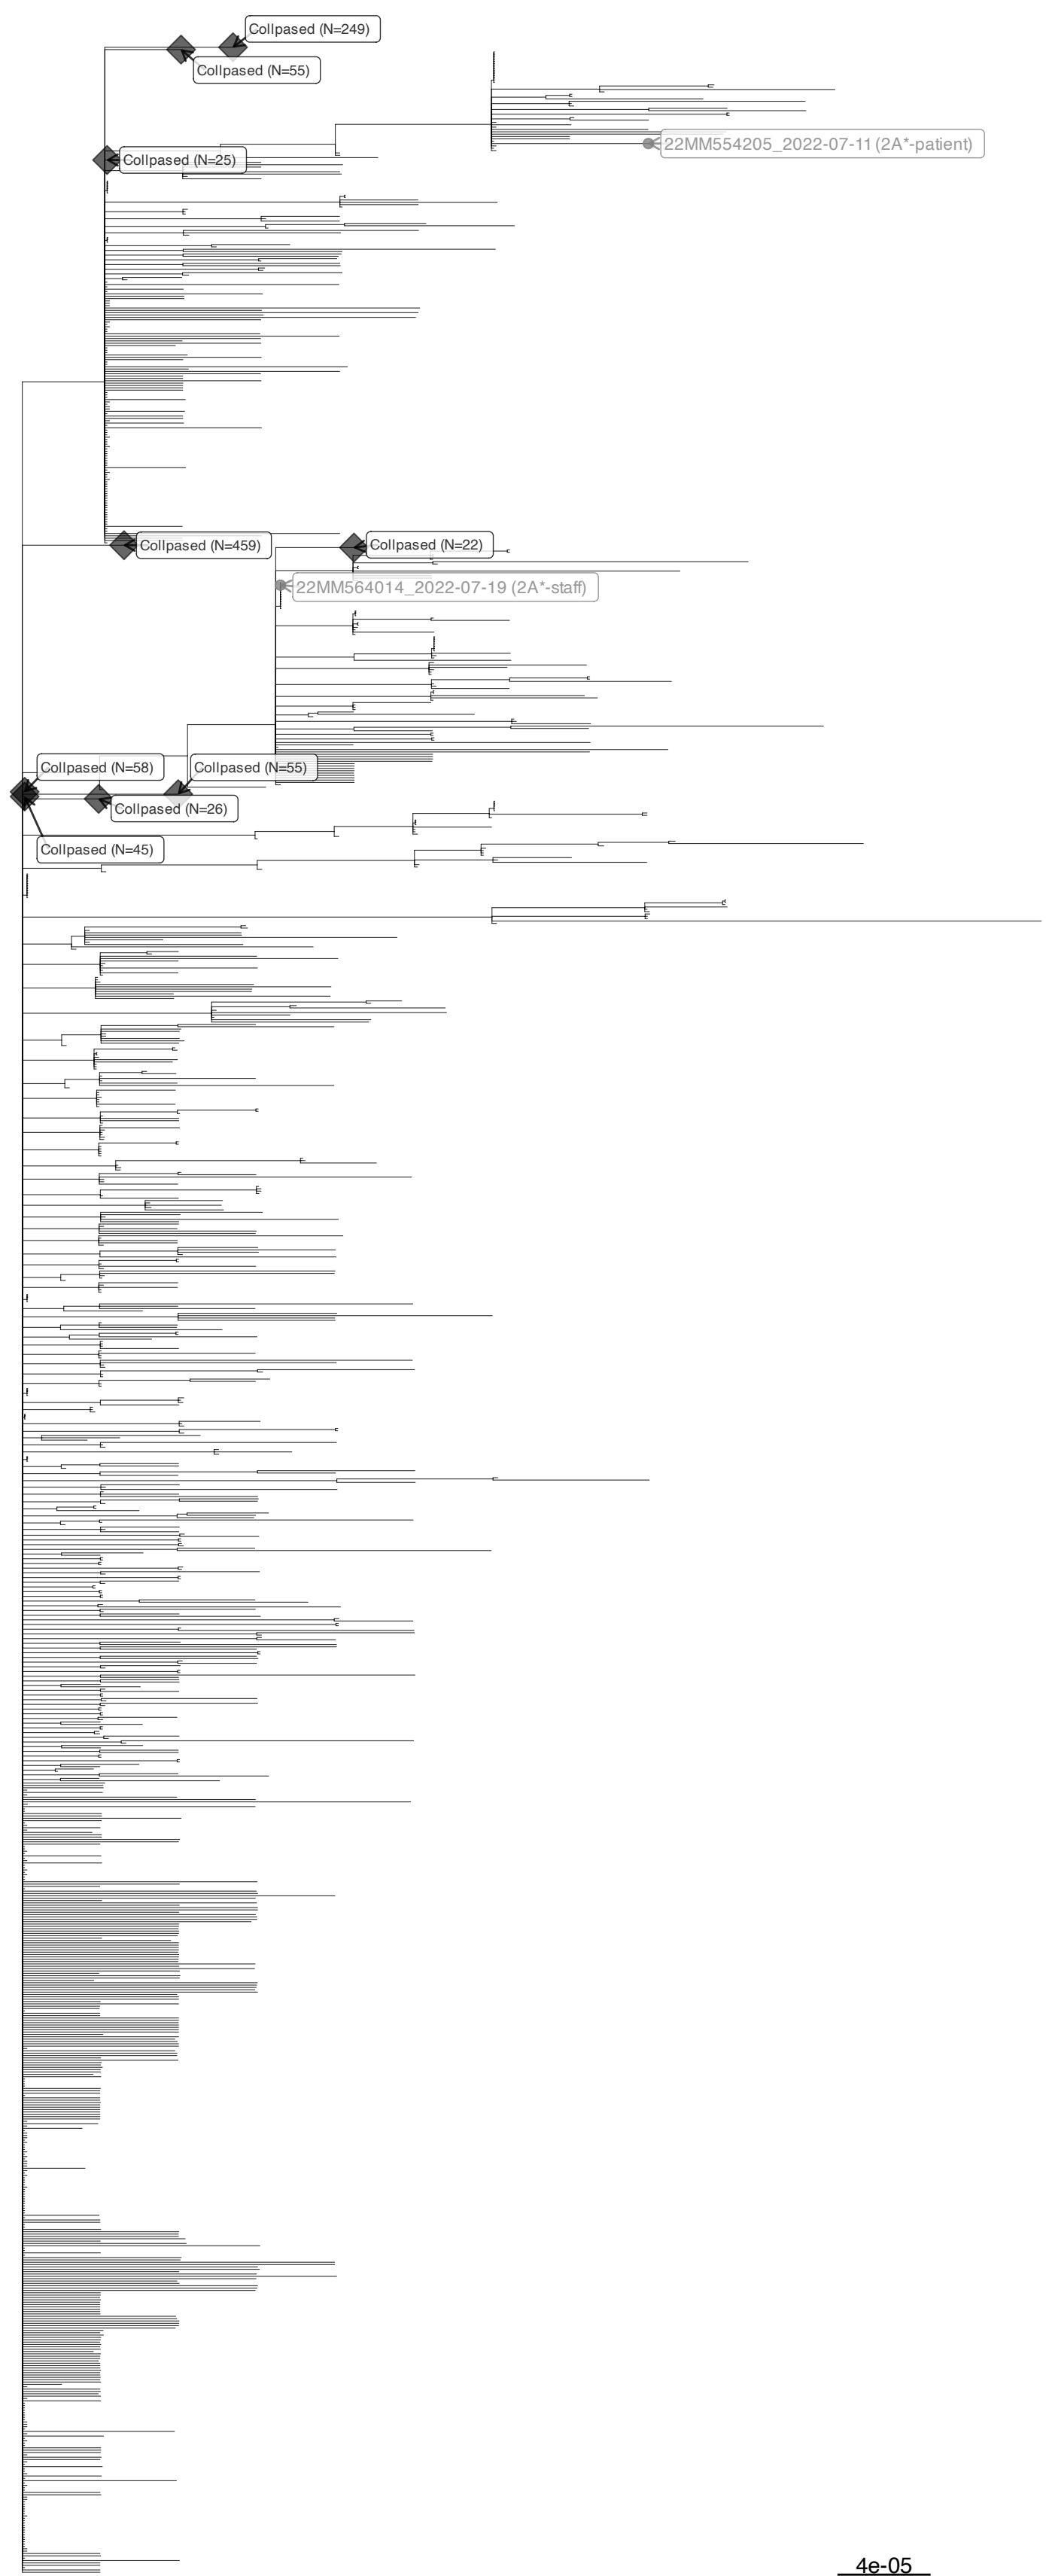 Collpased (N=249)
Collpased (N=55)
22MM554205_2022-07-11 (2A*-patient)
Collpased (N=25)
Collpased (N=459)
Collpased (N=22)
22MM564014_2022-07-19 (2A*-staff)
Collpased (N=58)
Collpased (N=55)
Collpased (N=26)
Collpased (N=45)
4e-05